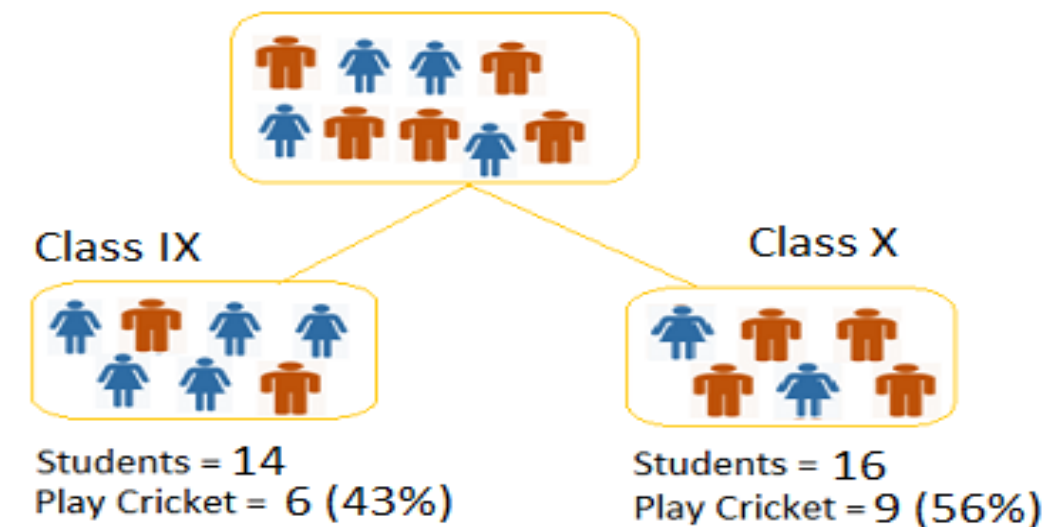 Class IX
Class X
Students = 14
Play Cricket = 6 (43%)
Students = 16
Play Cricket = 9 (56%)